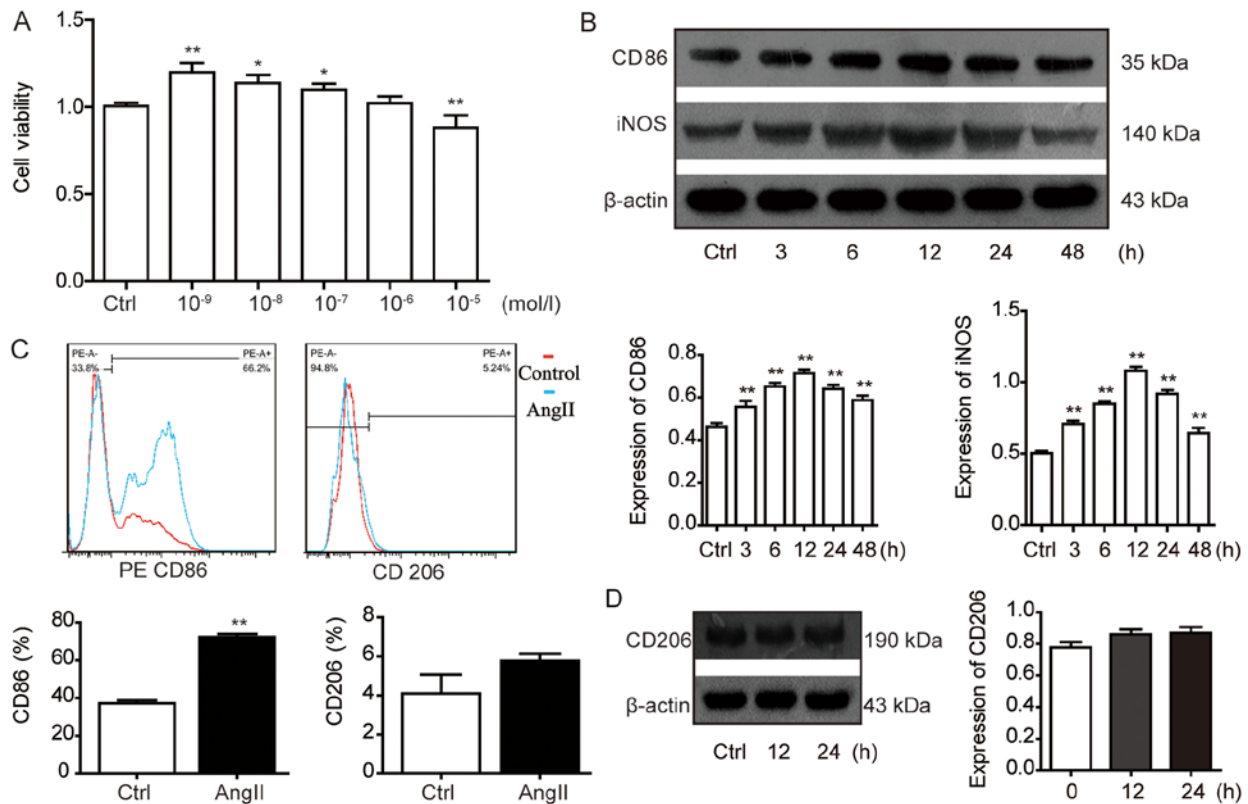 A
Cell viability
1.5
1.0
0.5
0.0
** * * **
Ctrl 10-9 10-8 10-7 10-6 10-5 (mol/l)
B
CD86 35 kDa
iNOS 140 kDa
β-actin 43 kDa
Ctrl 3 6 12 24 48 (h)
Expression of CD86
0.8
0.6
0.4
0.2
0.0
** ** ** ** **
Ctrl 3 6 12 24 48 (h)
Expression of iNOS
1.5
1.0
0.5
0.0
** ** ** ** **
Ctrl 3 6 12 24 48 (h)
C
PE-A- PE-A+
33.8% 66.2%
PE CD86
PE-A- PE-A+
94.8% 5.24%
CD 206
Control
AngII
CD86 (%)
80
60
40
20
0
**
Ctrl AngII
CD206 (%)
8
6
4
2
0
Ctrl AngII
D
CD206 190 kDa
β-actin 43 kDa
Ctrl 12 24 (h)
Expression of CD206
1.0
0.8
0.6
0.4
0.2
0.0
0 12 24 (h)